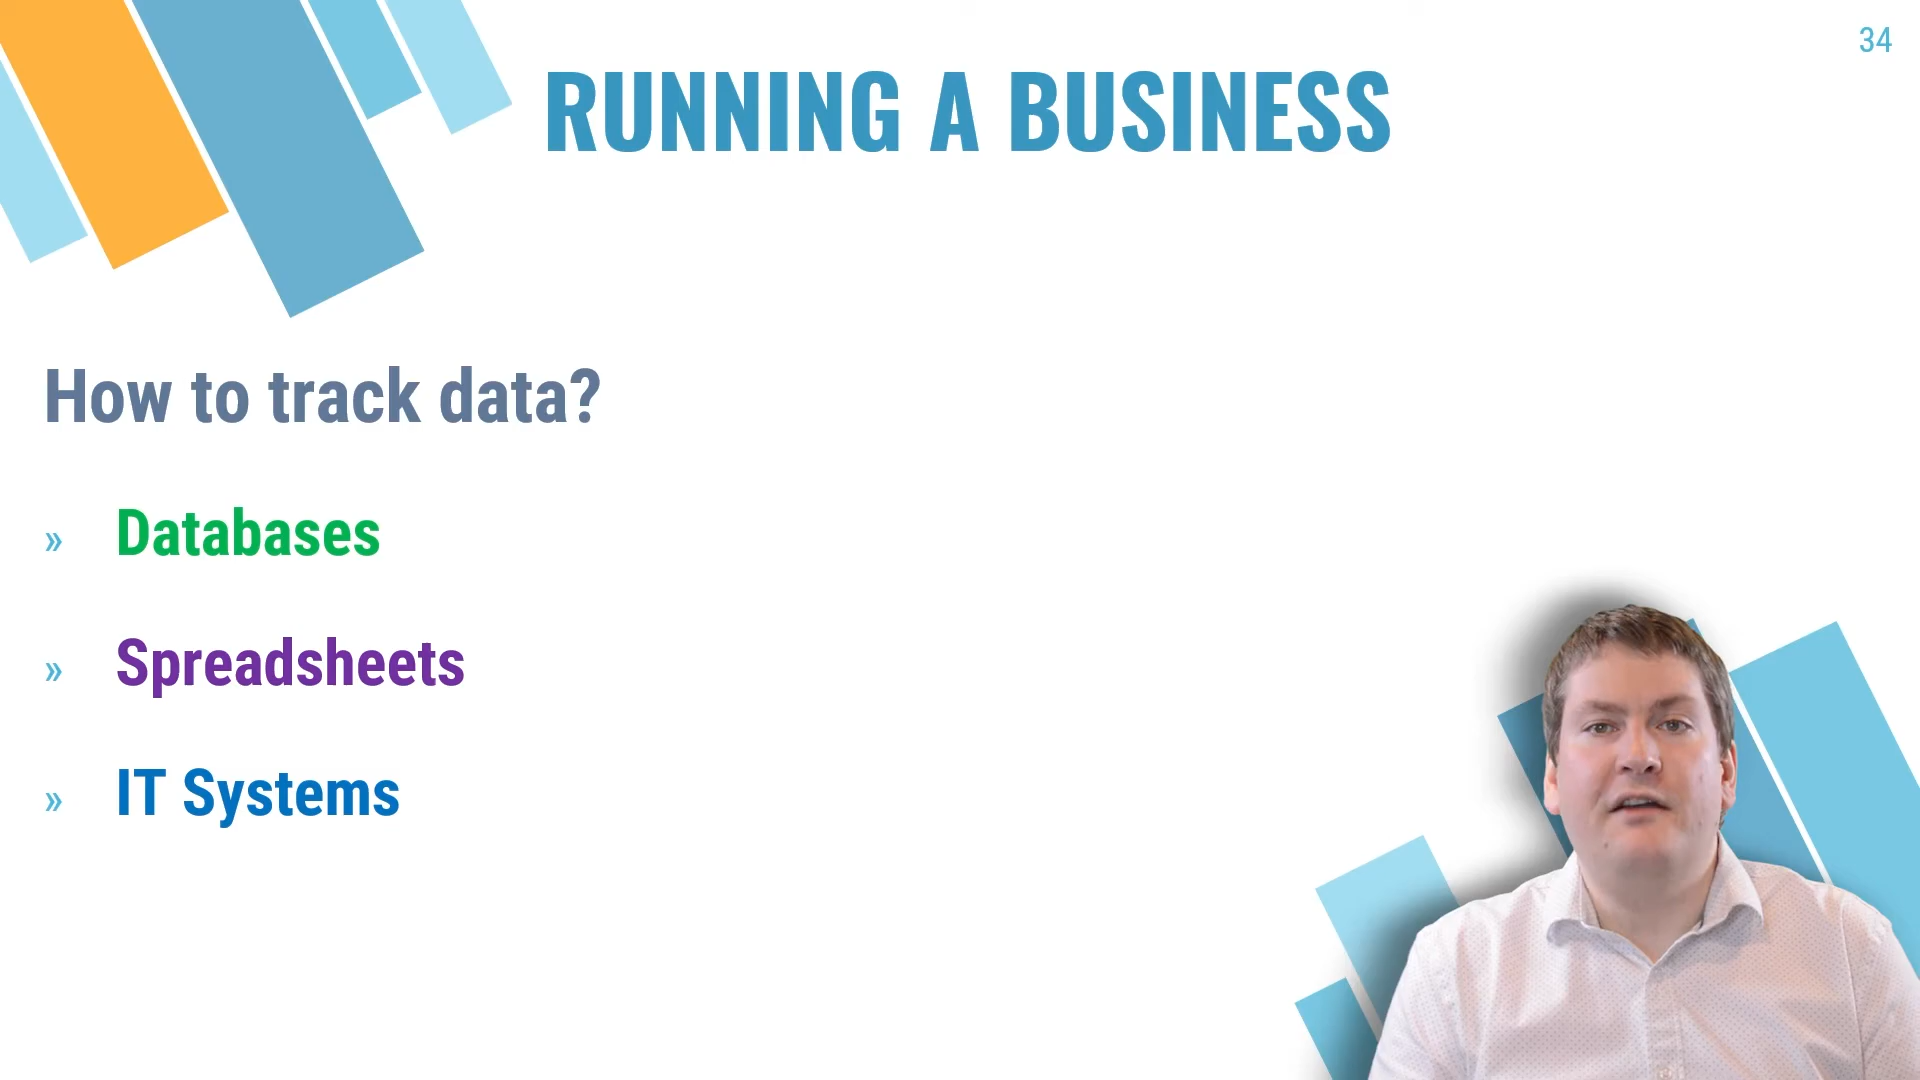 34
RUNNING A BUSINESS
How to track data?
» Databases
» Spreadsheets
» IT Systems